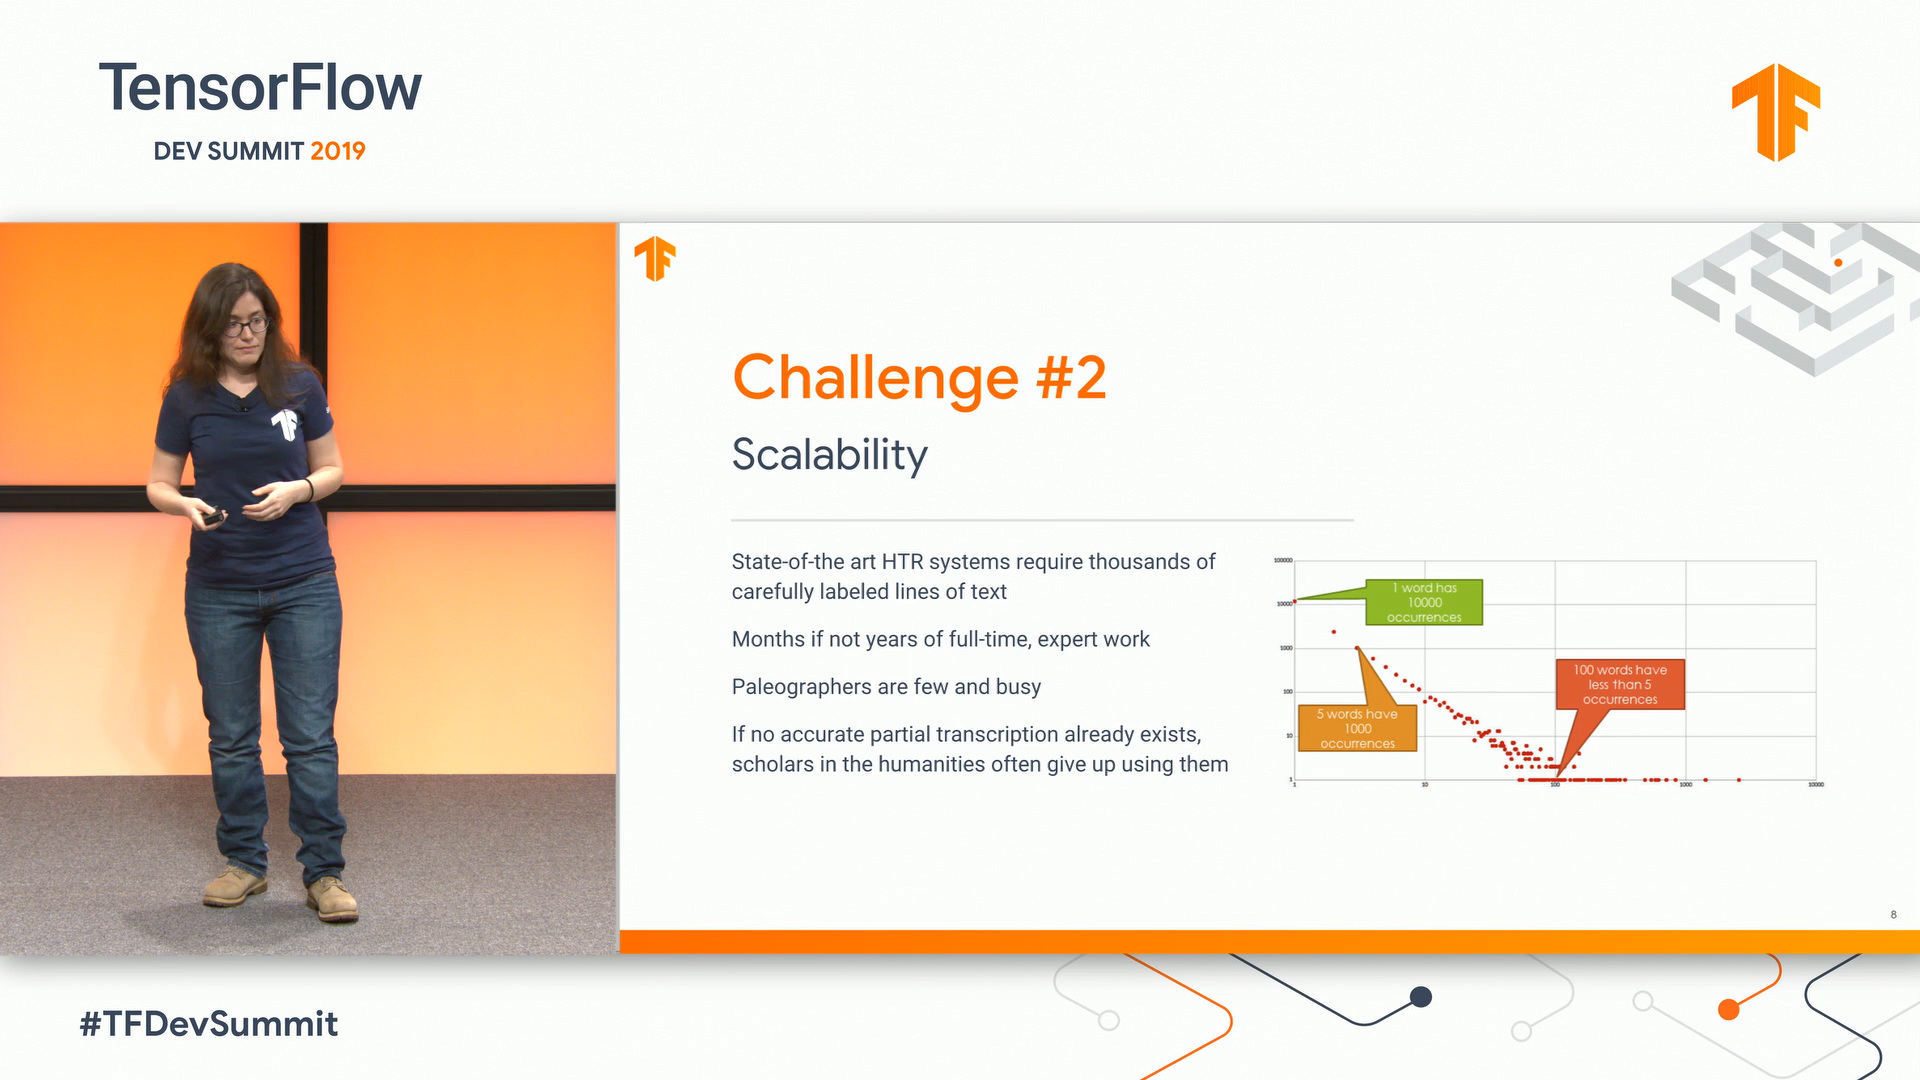 TensorFlow
DEV SUMMIT 2019
Challenge #2
Scalability
State-of-the art HTR systems require thousands of
carefully labeled lines of text
Months if not years of full-time, expert work
Paleographers are few and busy
If no accurate partial transcription already exists,
scholars in the humanities often give up using them
100000
10000
1000
100
10
1
1 word has
10000
occurrences
5 words have
1000
occurrences
100 words have
less than 5
occurrences
1
10
100
1000
10000
8
#TFDevSummit